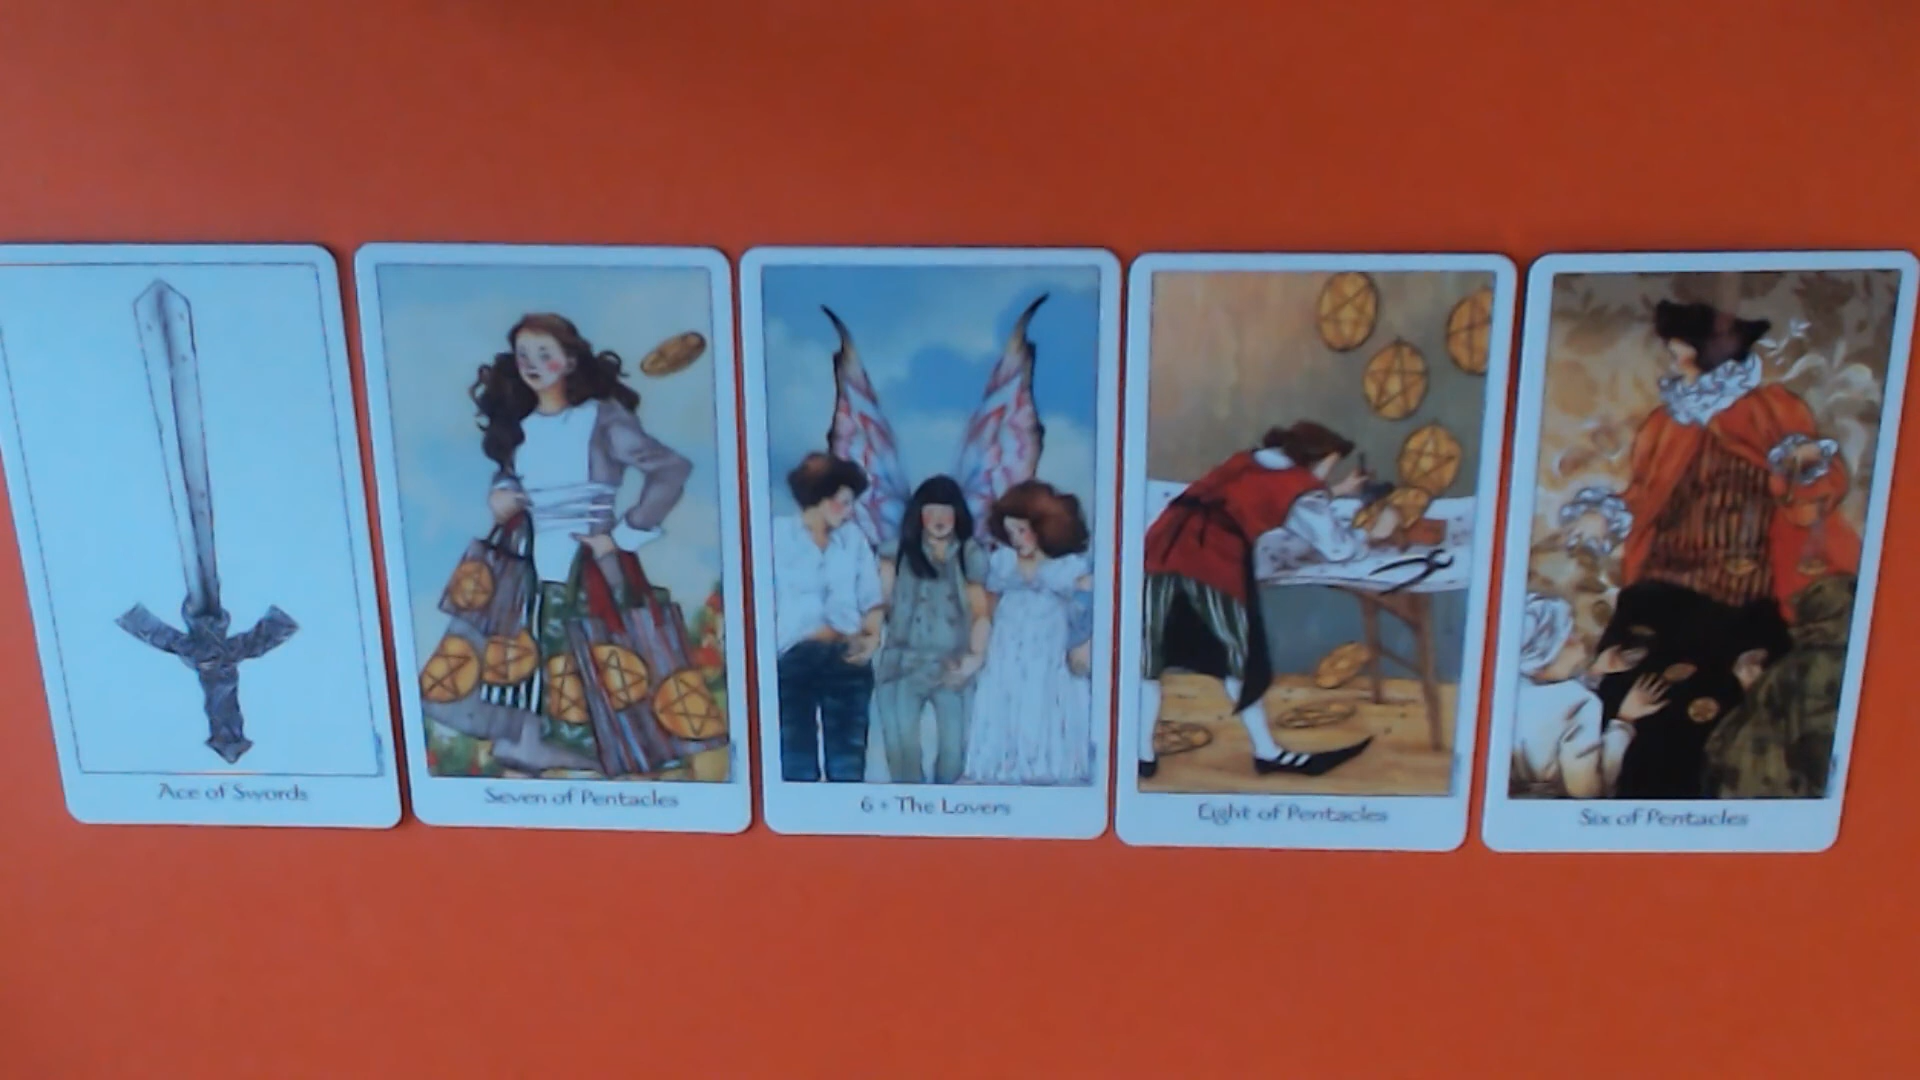 Ace of Swords
Seven of Pentacles
6 • The Lovers
Eight of Pentacles
Six of Pentacles